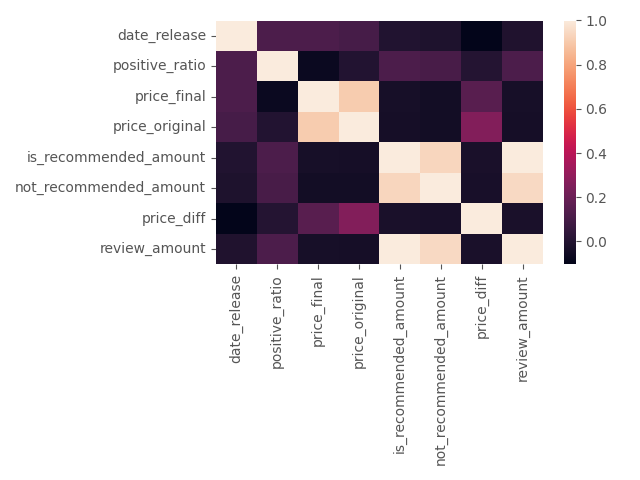 date_release
positive_ratio
price_final
price_original
is_recommended_amount
not_recommended_amount
price_diff
review_amount
date_release
positive_ratio
price_final
price_original
is_recommended_amount
not_recommended_amount
price_diff
review_amount
1.0
0.8
0.6
0.4
0.2
0.0